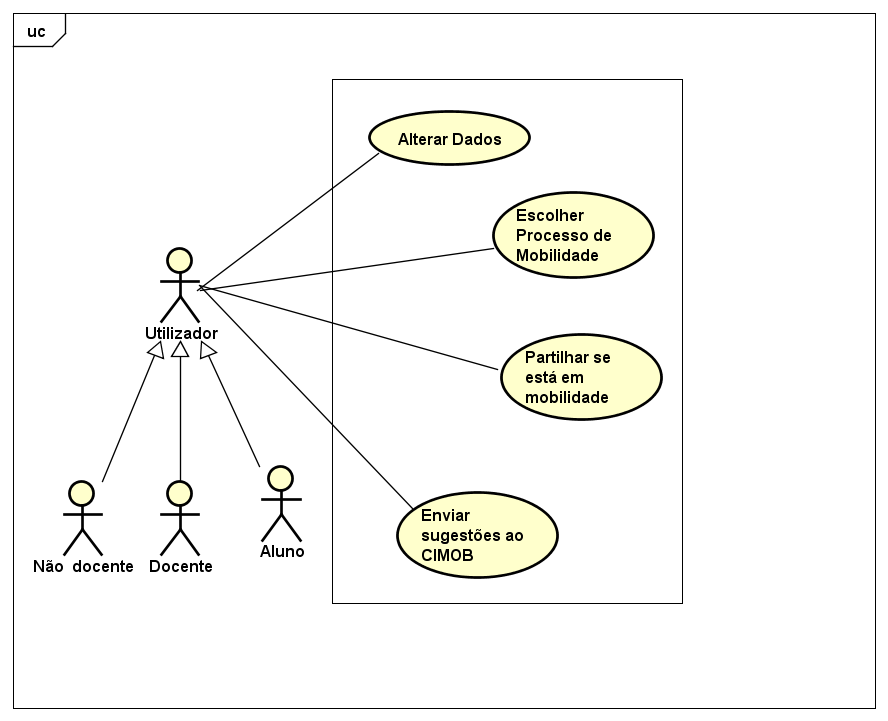 uc
Alterar Dados
Escolher
Processo de
Mobilidade
Utilizador
Partilhar se
está em
mobilidade
Enviar
sugestões ao
CIMOB
Não docente
Docente
Aluno